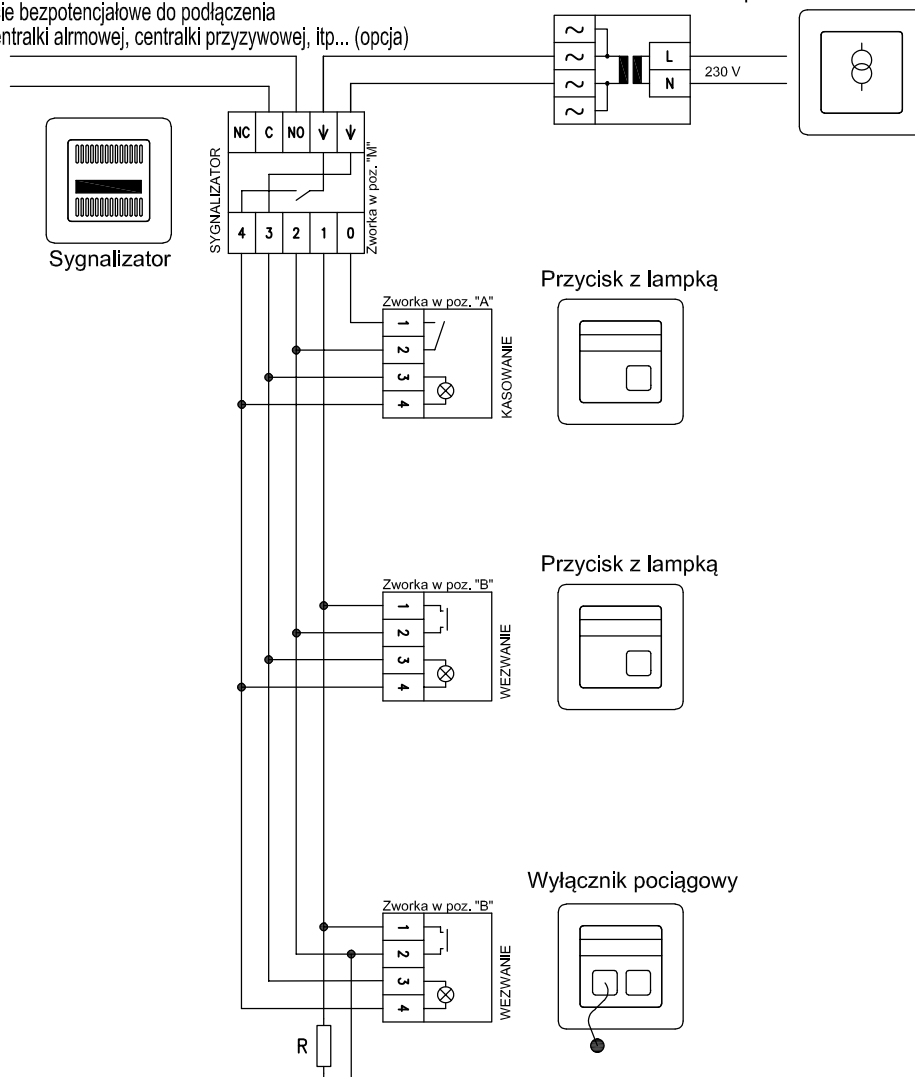 ie bezpotencjałowe do podłączenia
entralki alrmowej, centralki przyzywowej, itp... (opcja)
L
N
230 V
NC C NO
SYGNALIZATOR
Zworka w poz. "M"
4 3 2 1 0
Sygnalizator
Zworka w poz. "A"
1
2
3
4
KASOWANIE
Przycisk z lampką
Zworka w poz. "B"
1
2
3
4
WEZWANIE
Przycisk z lampką
Zworka w poz. "B"
1
2
3
4
WEZWANIE
Wyłącznik pociągowy
R